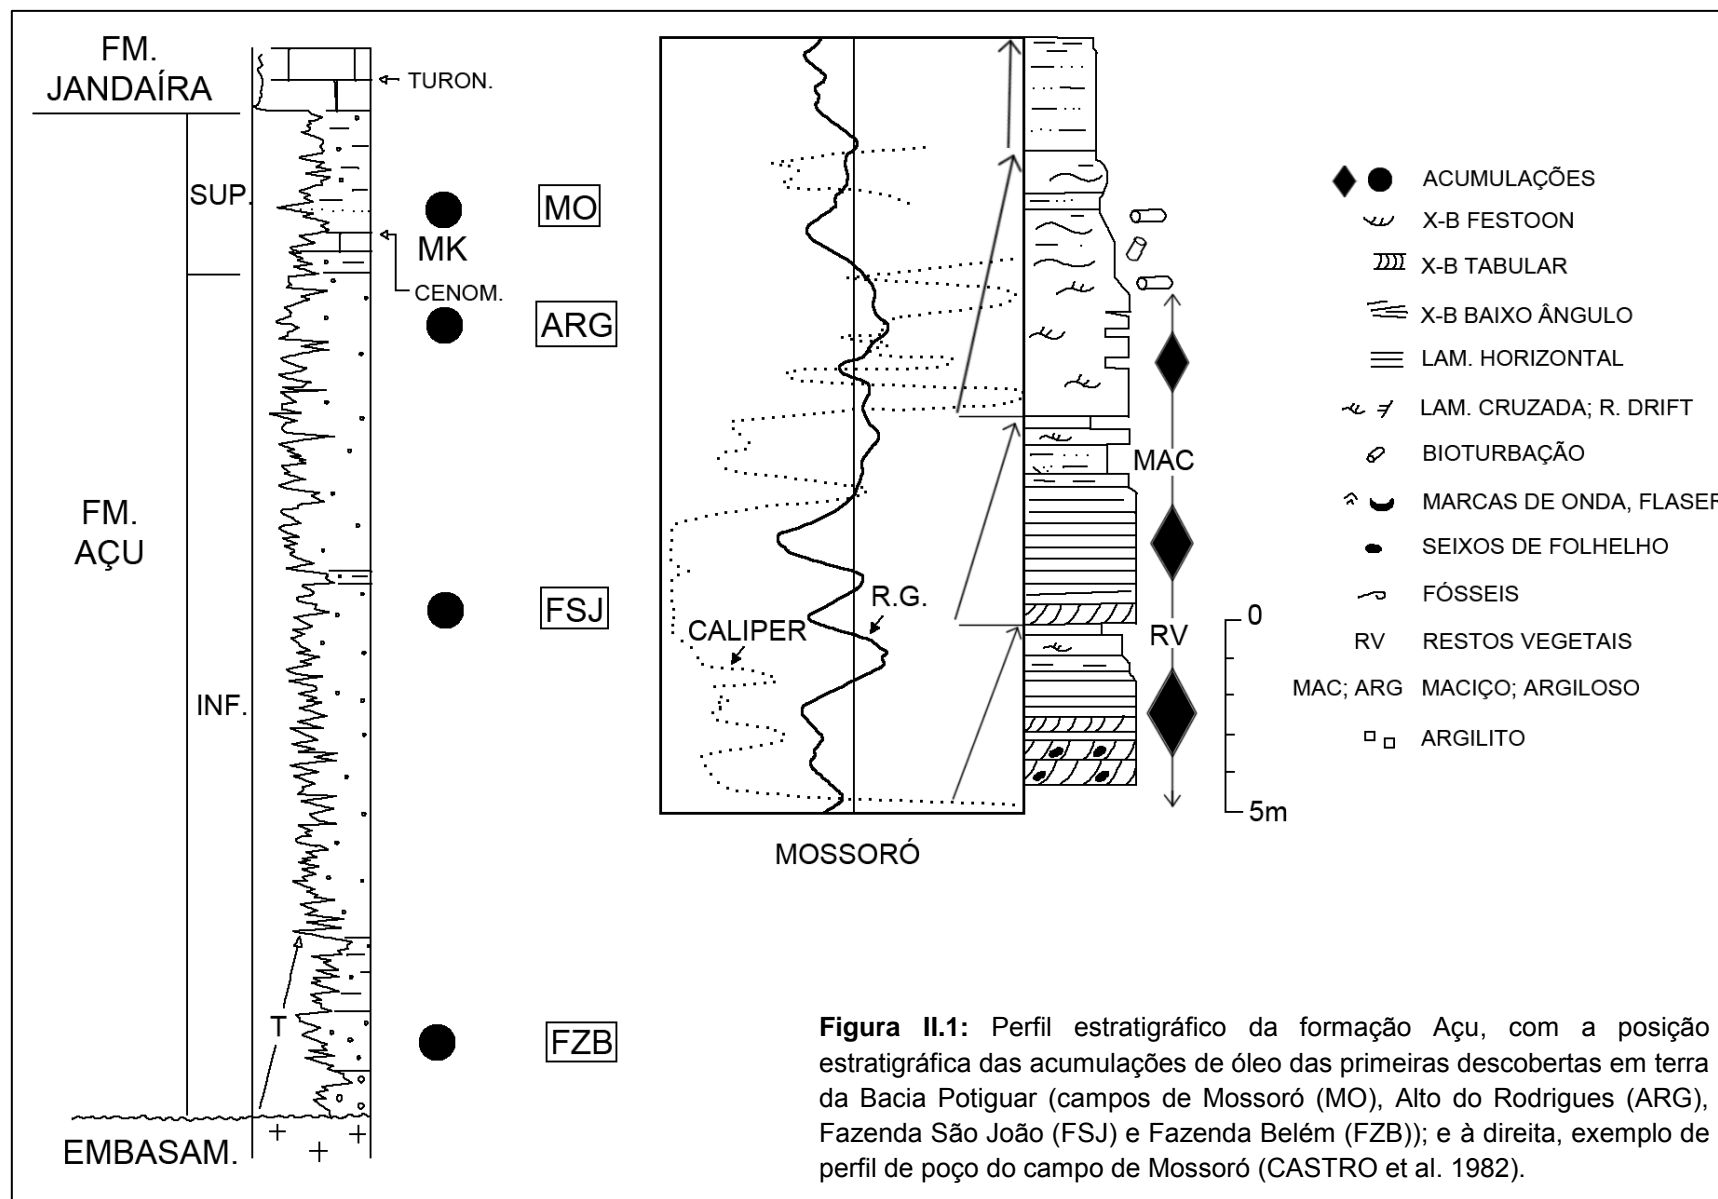 FM.
JANDAÍRA
TURON.
SUP.
MO
MK
CENOM.
ARG
FM.
AÇU
FSJ
INF.
T
FZB
EMBASAM.
CALIPER
R.G.
MOSSORÓ
MAC
RV
0
5m
ACUMULAÇÕES
X-B FESTOON
X-B TABULAR
X-B BAIXO ÂNGULO
LAM. HORIZONTAL
LAM. CRUZADA; R. DRIFT
BIOTURBAÇÃO
MARCAS DE ONDA, FLASER
SEIXOS DE FOLHELHO
FÓSSEIS
RV RESTOS VEGETAIS
MAC; ARG MACIÇO; ARGILOSO
ARGILITO
Figura II.1: Perfil estratigráfico da formação Açu, com a posição
estratigráfica das acumulações de óleo das primeiras descobertas em terra
da Bacia Potiguar (campos de Mossoró (MO), Alto do Rodrigues (ARG),
Fazenda São João (FSJ) e Fazenda Belém (FZB)); e à direita, exemplo de
perfil de poço do campo de Mossoró (CASTRO et al. 1982).